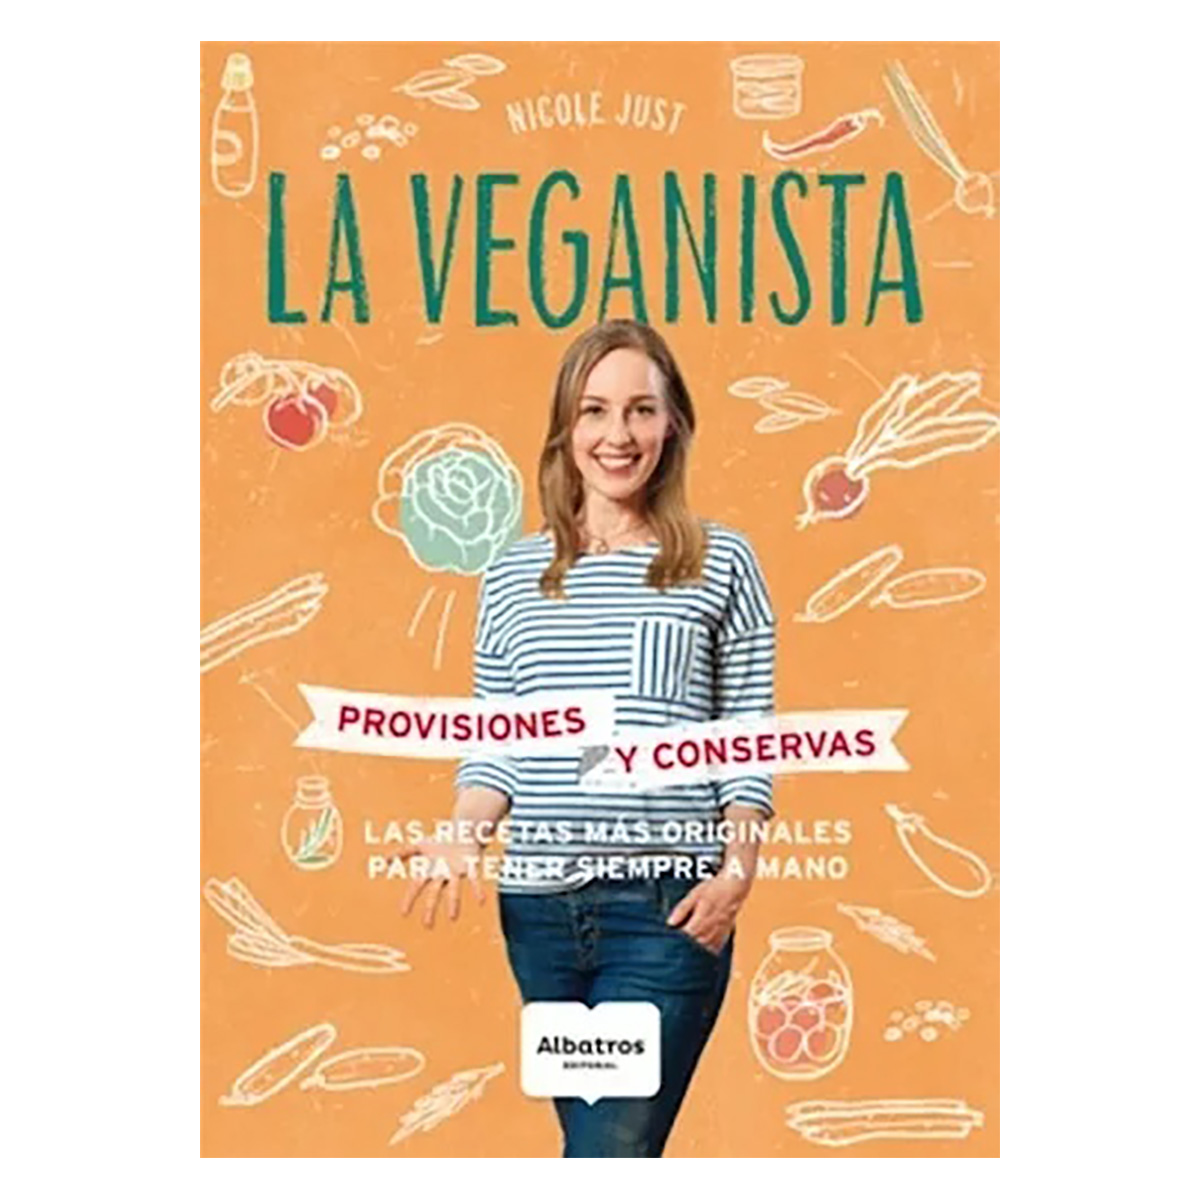 NICOLE JUST
LA VEGANISTA
PROVISIONES
Y CONSERVAS
LAS RECETAS MÁS ORIGINALES
PARA TENER SIEMPRE A MANO
Albatros
EDITORIAL